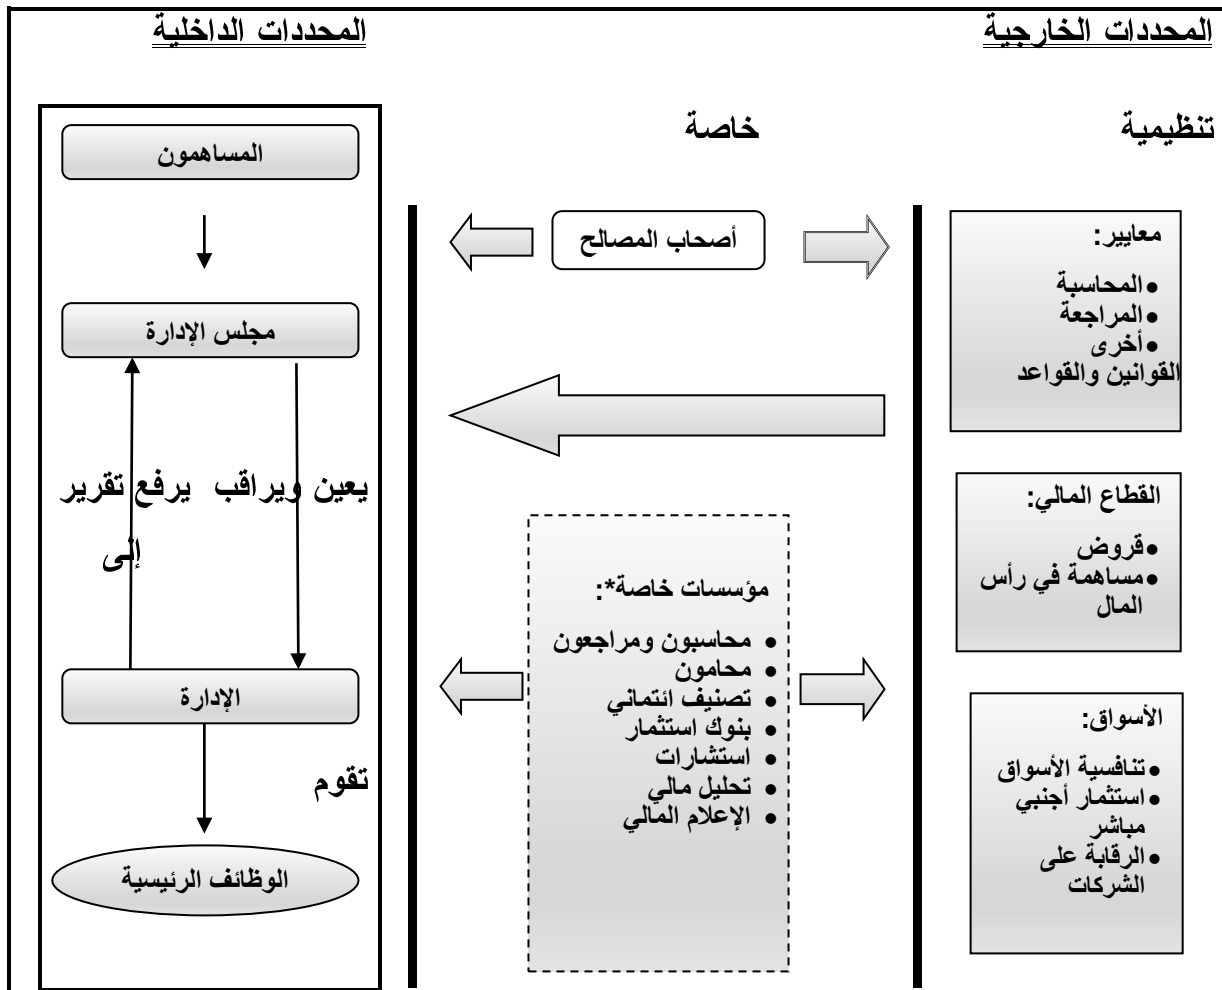 المحددات الخارجية
المحددات الداخلية
تنظيمية
خاصة
معايير:
•المحاسبة
•المراجعة
•أخرى
القوانين والقواعد
القطاع المالي:
•قروض
•مساهمة في رأس
المال
الأسواق:
•تنافسية الأسواق
•استثمار أجنبي
مباشر
•الرقابة على
الشركات
أصحاب المصالح
مؤسسات خاصة*:
• محاسبون ومراجعون
• محامون
• تصنيف ائتماني
• بنوك استثمار
• استشارات
• تحليل مالي
• الإعلام المالي
المساهمون
مجلس الإدارة
يعين ويراقب
يرفع تقرير
إلى
الإدارة
تقوم
الوظائف الرئيسية